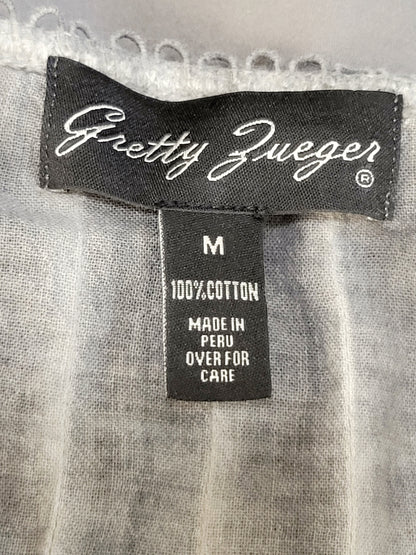 Gretty Zueger ®
M
100% COTTON
MADE IN
PERU
OVER FOR
CARE